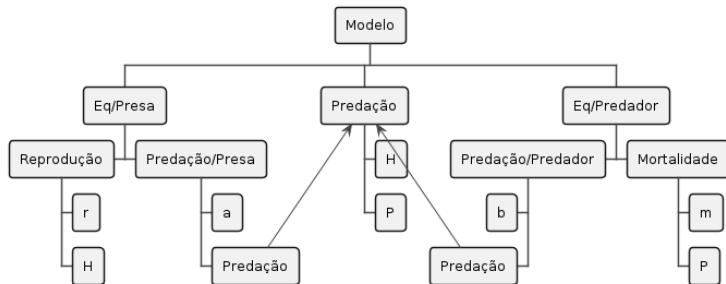 Modelo
Eq/Presa
Predação
Eq/Predador
Reprodução
Predação/Presa
H
Predação/Predador
Mortalidade
r
a
P
b
m
H
Predação
Predação
P